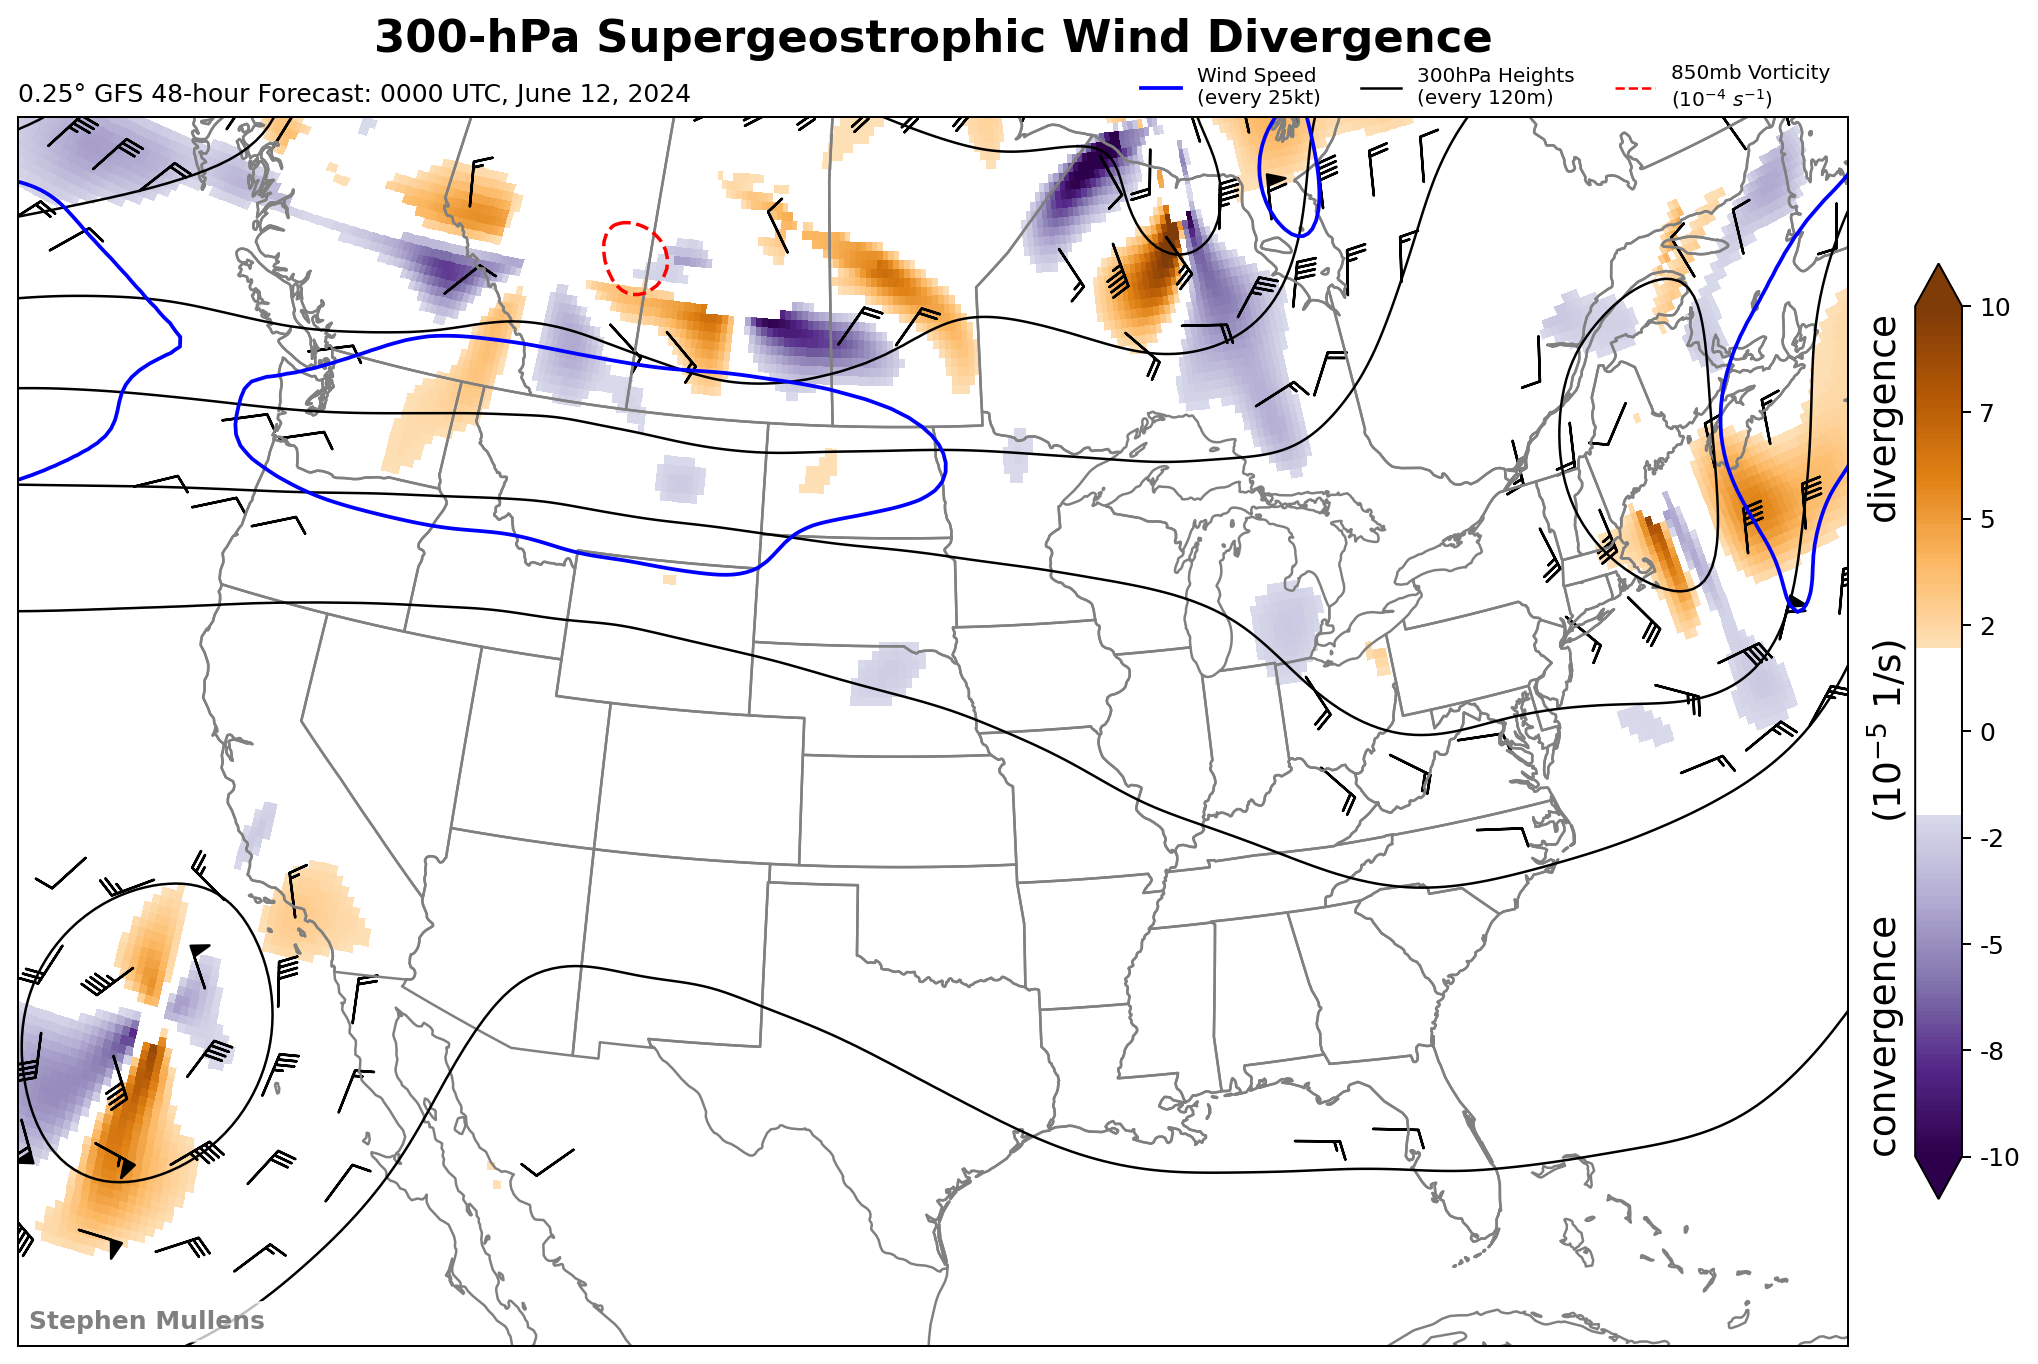 300-hPa Supergeostrophic Wind Divergence
0.25° GFS 48-hour Forecast: 0000 UTC, June 12, 2024
Wind Speed
(every 25kt)
300hPa Heights
(every 120m)
850mb Vorticity
(10⁻⁴ s⁻¹)
10
7
5
2
0
-2
-5
-8
-10
convergence (10⁻⁵ 1/s) divergence
Stephen Mullens